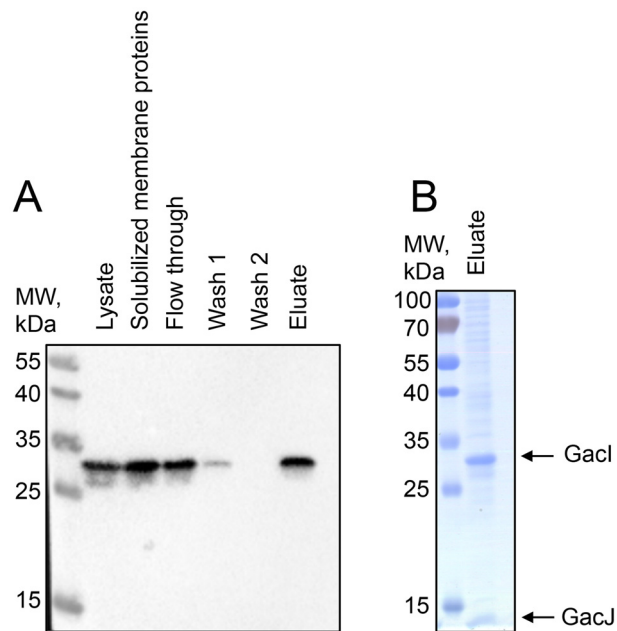 A
MW,
kDa
Lysate
Solubilized membrane proteins
Flow through
Wash 1
Wash 2
Eluate
55
40
35
25
15
B
MW,
kDa
Eluate
100
70
55
40
35
25
15
GacI
GacJ